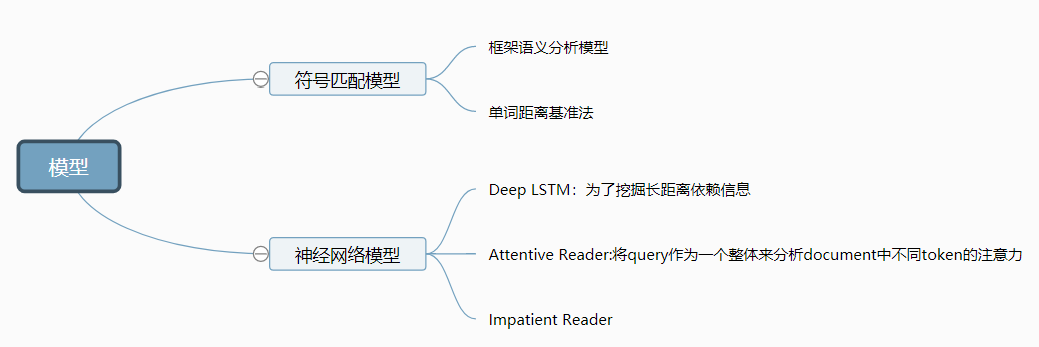 模型
符号匹配模型
框架语义分析模型
单词距离基准法
神经网络模型
Deep LSTM：为了挖掘长距离依赖信息
Attentive Reader:将query作为一个整体来分析document中不同token的注意力
Impatient Reader